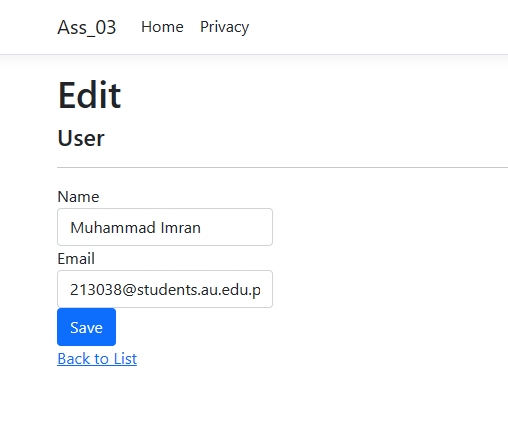 Ass_03 Home Privacy
Edit
User
Name
Muhammad Imran
Email
213038@students.au.edu.p
Save
Back to List